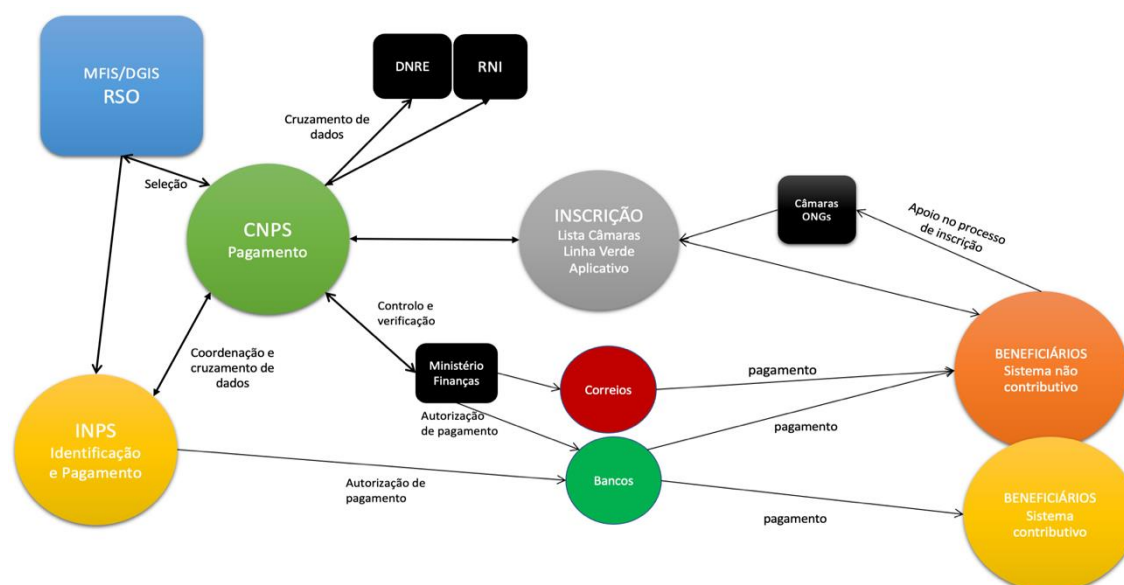 MFIS/DGIS
RSO
DNRE
RNI
Cruzamento de
dados
Seleção
CNPS
Pagamento
INSCRIÇÃO
Lista Câmaras
Linha Verde
Aplicativo
Câmaras
ONGs
Apoio no processo
de inscrição
Controlo e
verificação
Coordenação e
cruzamento de
dados
Ministério
Finanças
Correios
pagamento
BENEFICIÁRIOS
Sistema não
contributivo
Autorização
de pagamento
pagamento
INPS
Identificação
e Pagamento
Bancos
Autorização de
pagamento
pagamento
BENEFICIÁRIOS
Sistema
contributivo